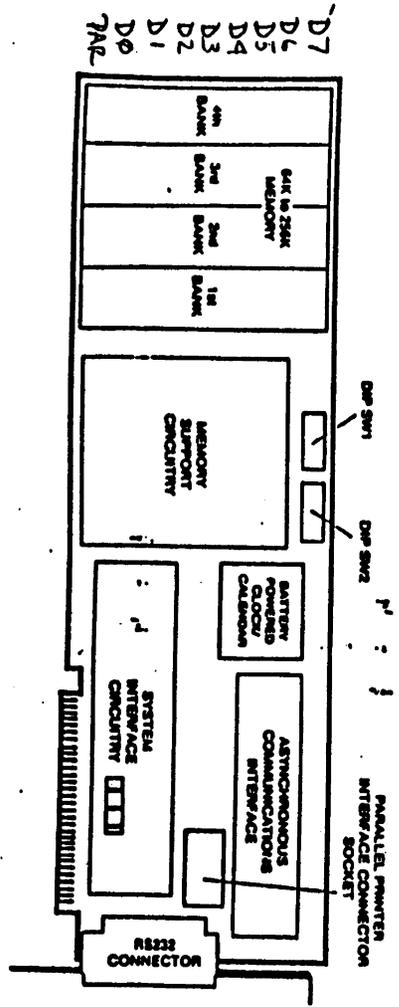 D7
D6
D5
D4
D3
D2
D1
D0
PAR
4th
BANK
3rd
BANK
2nd
BANK
1st
BANK
64K to 256K
MEMORY
MEMORY
SUPPORT
CIRCUITRY
DIP SW1
DIP SW2
BATTERY
POWERED
CLOCK/
CALENDAR
SYSTEM
INTERFACE
CIRCUITRY
ASYNCHRONOUS
COMMUNICATIONS
INTERFACE
PARALLEL PRINTER
INTERFACE CONNECTOR
SOCKET
RS232
CONNECTOR